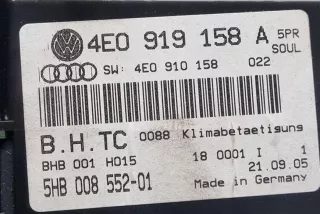 4E0 919 158 A 5PR
SOUL
SW: 4E0 910 158 022
B.H.TC 0088 Klimabetaetisuns
BHB 001 H015 18 0001 I 1
21.09.05
5HB 008 552-01 Made in Germany